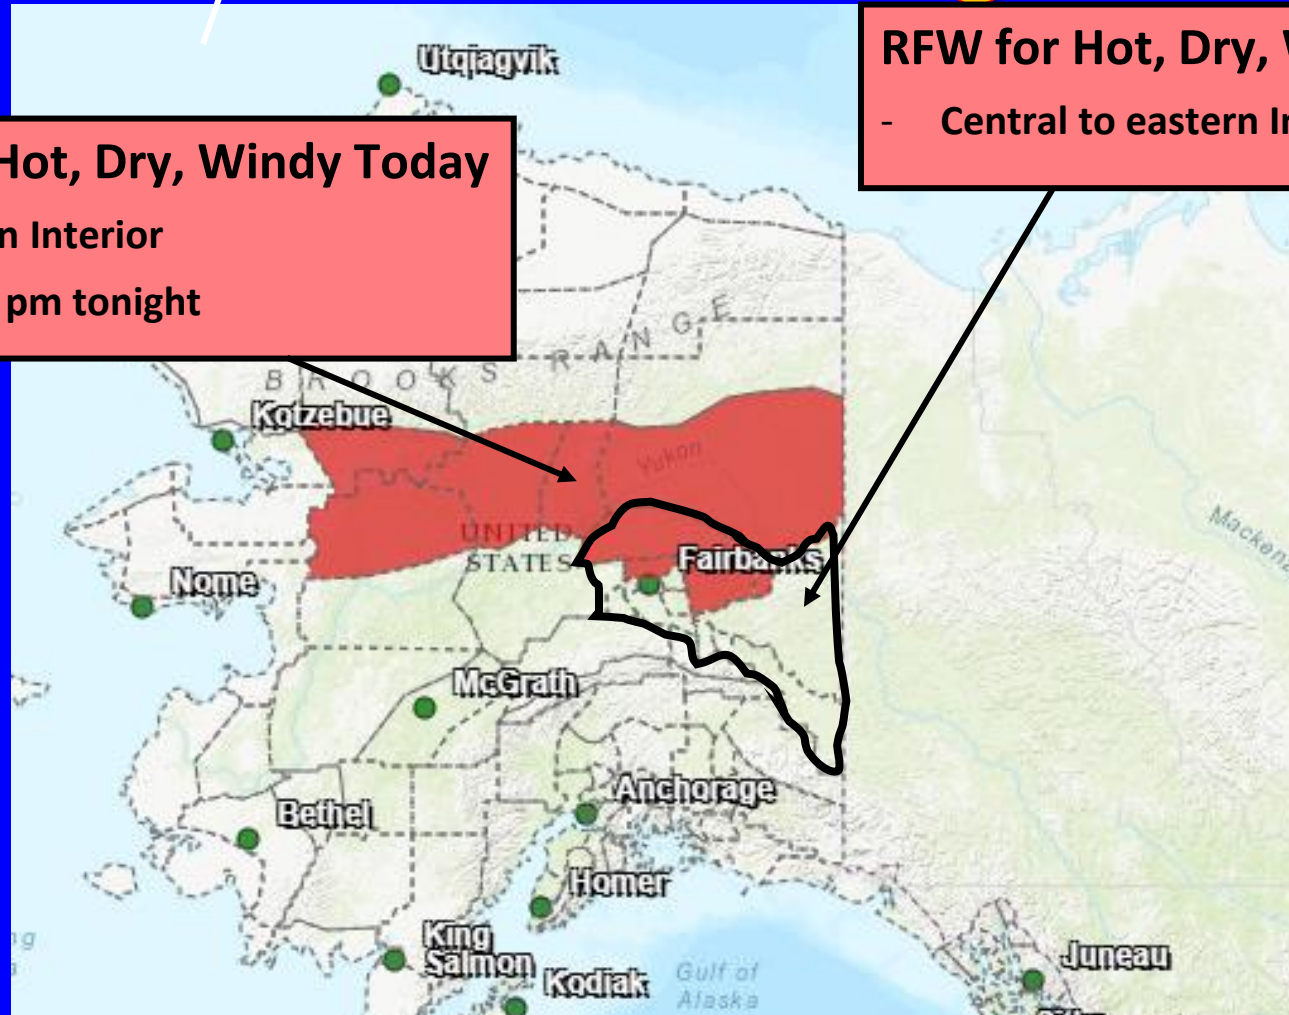 Utqiagvik
RFW for Hot, Dry,
- Central to eastern
Hot, Dry, Windy Today
Interior
pm tonight
BROOKS RANGE
Kotzebue
Yukon
UNITED
STATES
Fairbanks
Nome
McGrath
Anchorage
Bethel
Homer
King
Salmon
Kodiak
Gulf of
Alaska
Juneau